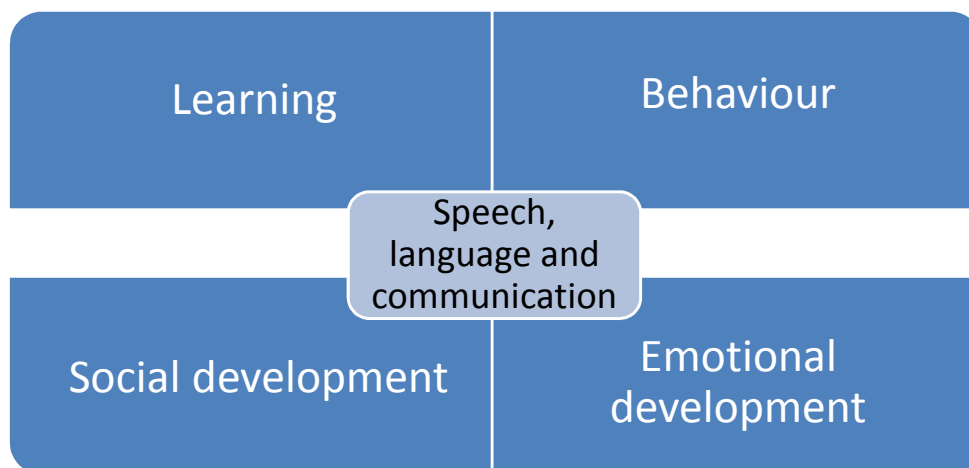 Learning
Behaviour
Speech,
language and
communication
Social development
Emotional
development